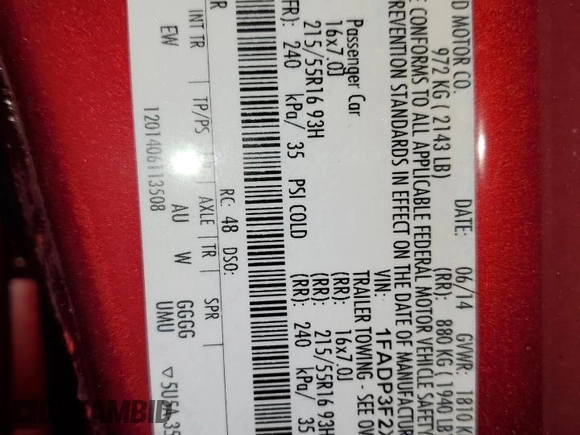 D MOTOR CO. DATE: 06/14 GVWR: 1810 K
972 KG ( 2143 LB) (RR): 880 KG ( 1940 LB
E CONFORMS TO ALL APPLICABLE FEDERAL MOTOR VEHICLE SAFETY
REVENTION STANDARDS IN EFFECT ON THE DATE OF MANUFACTUR
VIN: 1FADP3F2
Passenger Car TRAILER TOWING - SEE OW
16x7.0J (RR): 16x7.0J
215/55R16 93H (RR): 215/55R16 93H
FR): 240 kPa/ 35 PSI COLD (RR): 240 kPa/ 35
RC: 48 DSO:
INT TR TP/PS AXLE TR SPR
EW AU W GGGG
UMU
1201406113508
▽5U5A